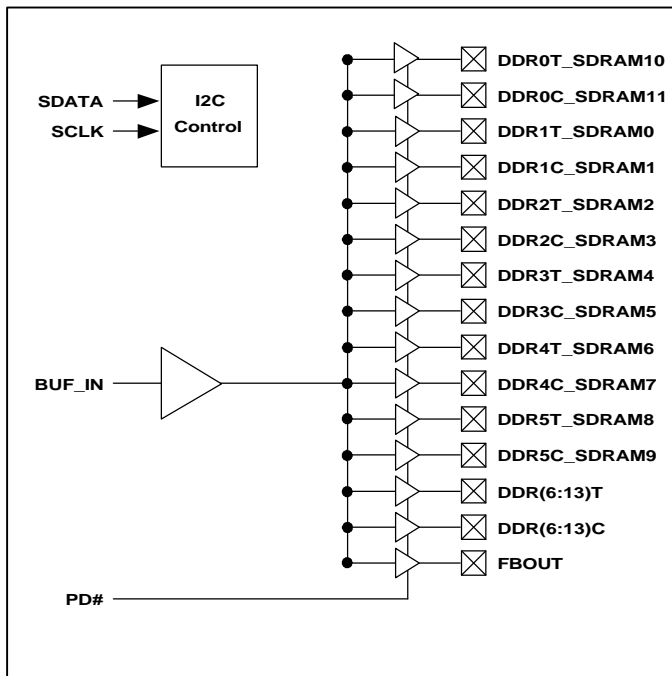 SDATA
SCLK
I2C
Control
BUF_IN
PD#
DDR0T_SDRAM10
DDR0C_SDRAM11
DDR1T_SDRAM0
DDR1C_SDRAM1
DDR2T_SDRAM2
DDR2C_SDRAM3
DDR3T_SDRAM4
DDR3C_SDRAM5
DDR4T_SDRAM6
DDR4C_SDRAM7
DDR5T_SDRAM8
DDR5C_SDRAM9
DDR(6:13)T
DDR(6:13)C
FBOUT